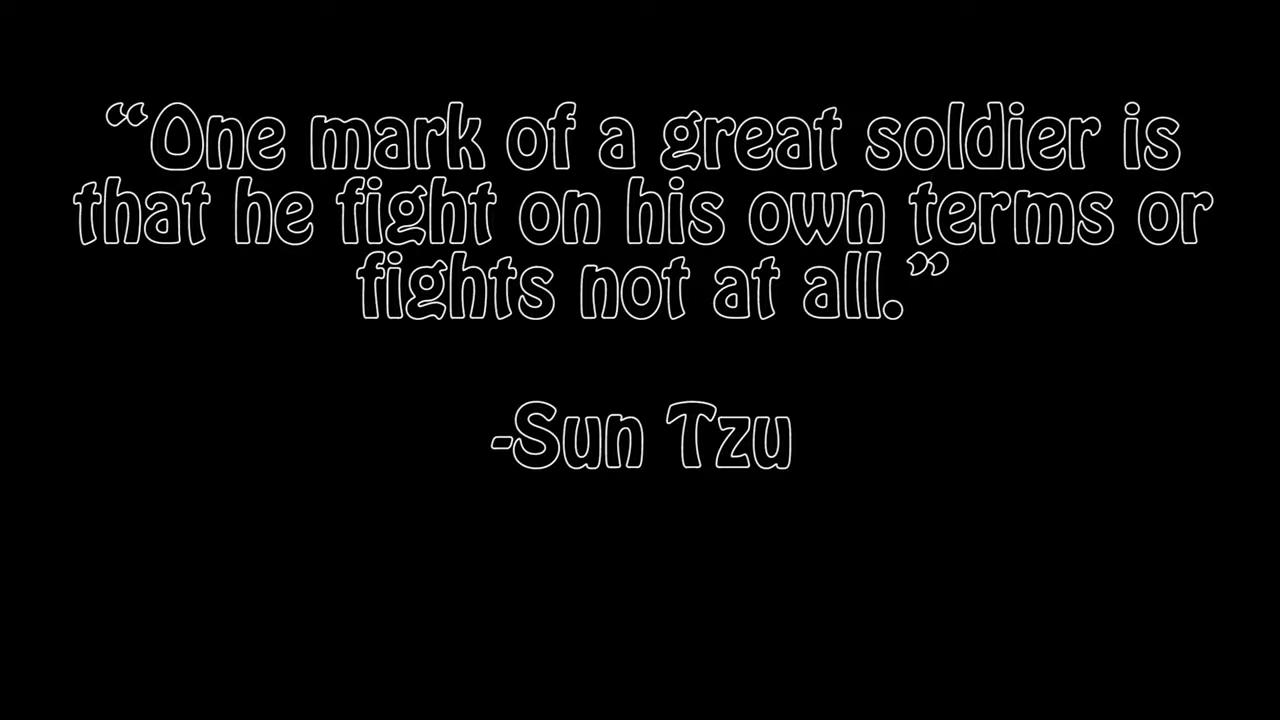 “One mark of a great soldier is
that he fight on his own terms or
fights not at all.”
-Sun Tzu